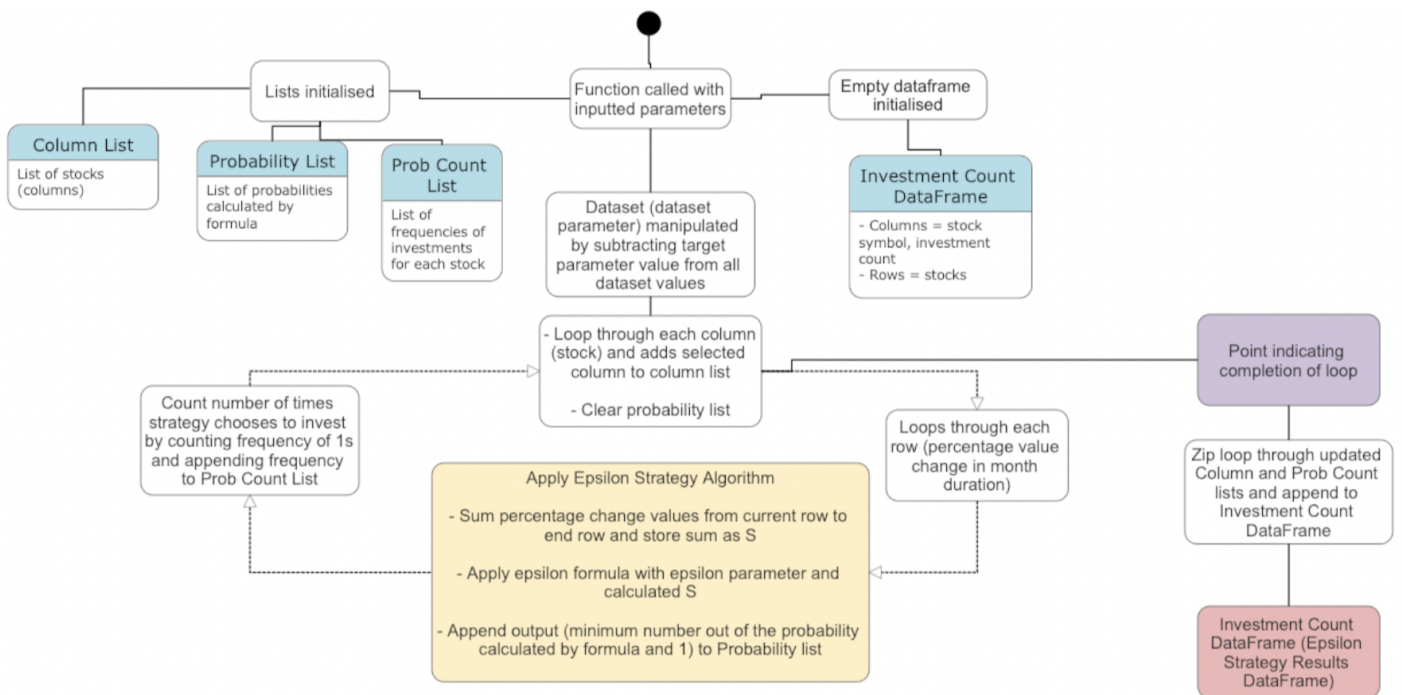 Lists initialised
Function called with
inputted parameters
Empty dataframe
initialised
Column List
List of stocks
(columns)
Probability List
List of probabilities
calculated by
formula
Prob Count
List
List of
frequencies of
investments
for each stock
Investment Count
DataFrame
- Columns = stock
symbol, investment
count
- Rows = stocks
Dataset (dataset
parameter) manipulated
by subtracting target
parameter value from all
dataset values
- Loop through each column
(stock) and adds selected
column to column list
- Clear probability list
Point indicating
completion of loop
Count number of times
strategy chooses to invest
by counting frequency of 1s
and appending frequency
to Prob Count List
Loops through each
row (percentage value
change in month
duration)
Apply Epsilon Strategy Algorithm
- Sum percentage change values from current row to
end row and store sum as S
- Apply epsilon formula with epsilon parameter and
calculated S
- Append output (minimum number out of the probability
calculated by formula and 1) to Probability list
Zip loop through updated
Column and Prob Count
lists and append to
Investment Count
DataFrame
Investment Count
DataFrame (Epsilon
Strategy Results
DataFrame)